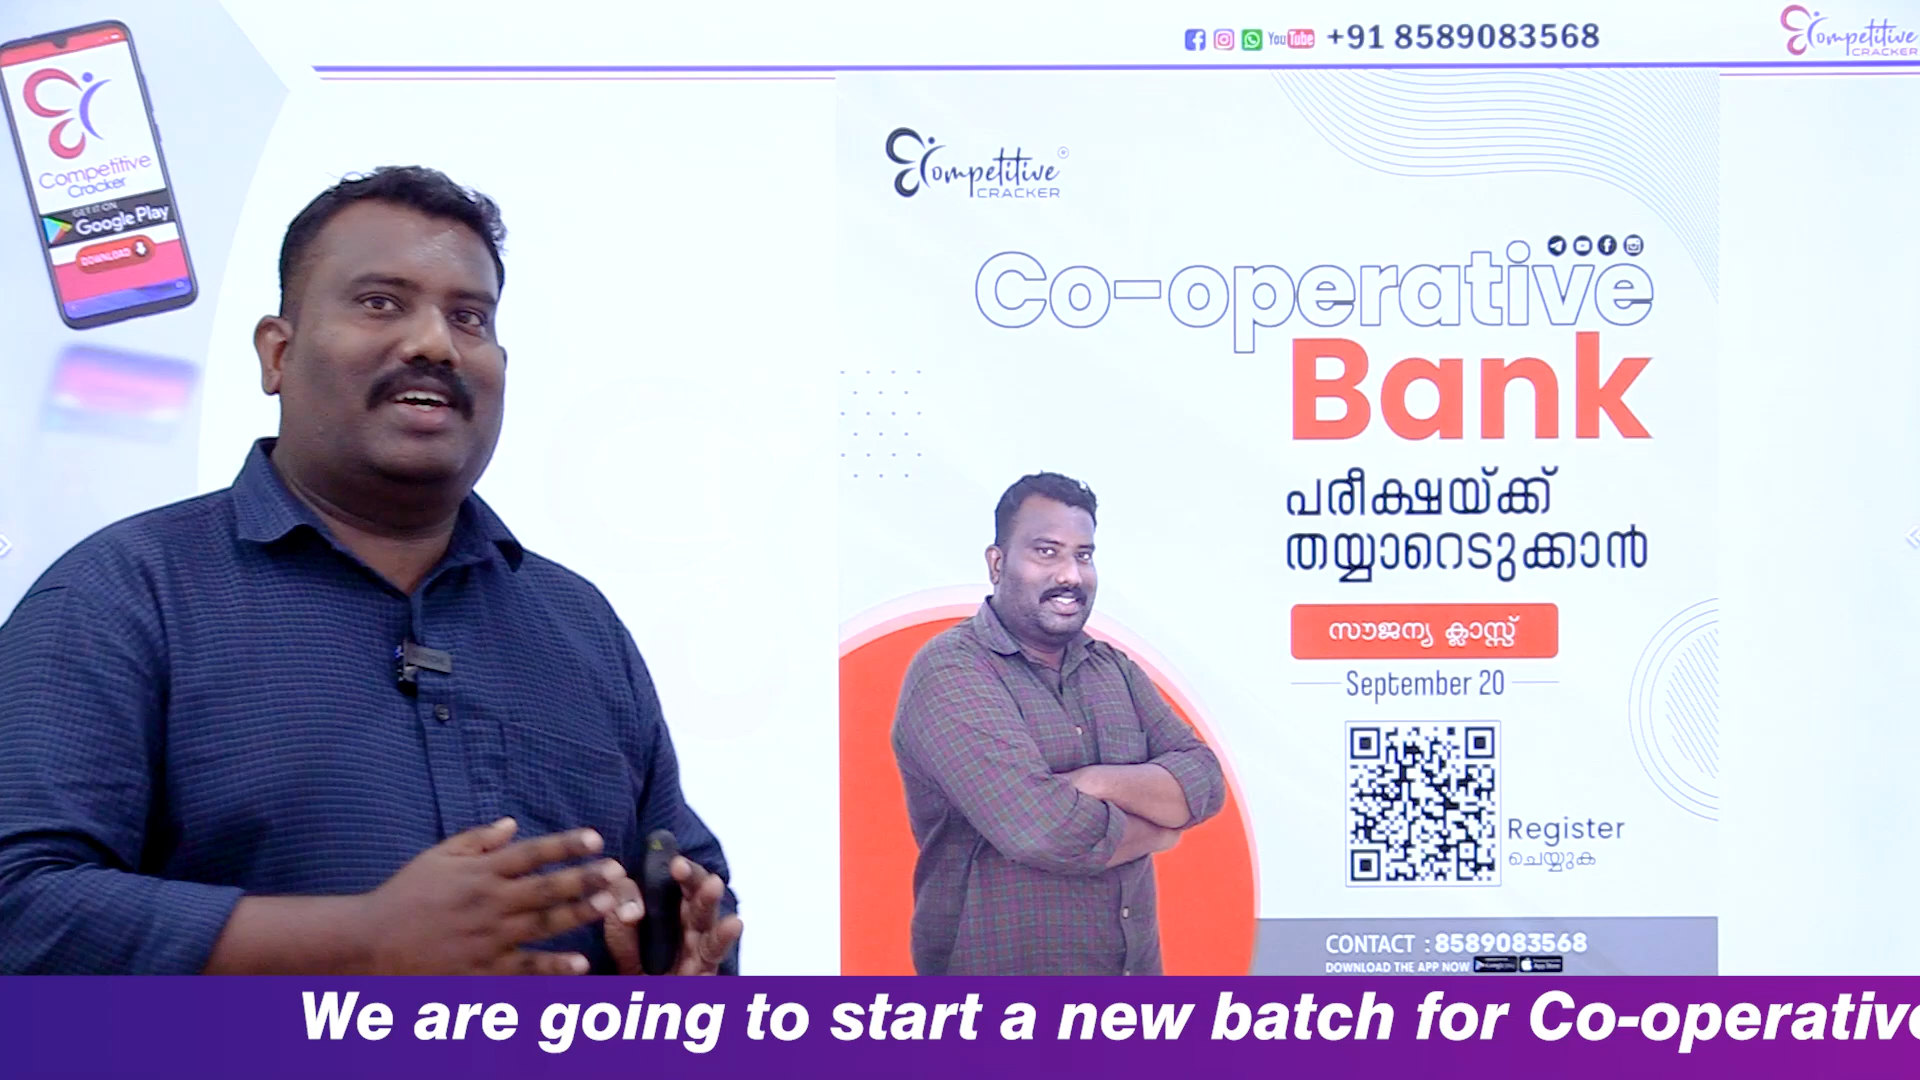 +91 8589083568
You Tube
Competitive
CRACKER
Competitive
Cracker
GET IT ON
Google Play
DOWNLOAD
Competitive
CRACKER
Co-operative
Bank
പരീക്ഷയ്ക്ക്
തയ്യാറെടുക്കാൻ
സൗജന്യ ക്ലാസ്സ്
September 20
Register
ചെയ്യുക
CONTACT : 8589083568
DOWNLOAD THE APP NOW
We are going to start a new batch for Co-operative